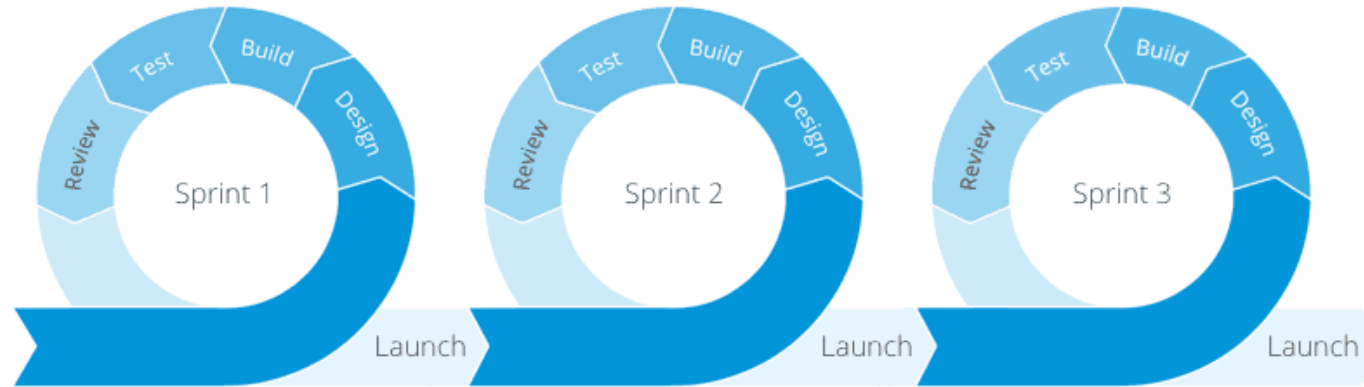 Design
Build
Test
Review
Sprint 1
Launch
Design
Build
Test
Review
Sprint 2
Launch
Design
Build
Test
Review
Sprint 3
Launch